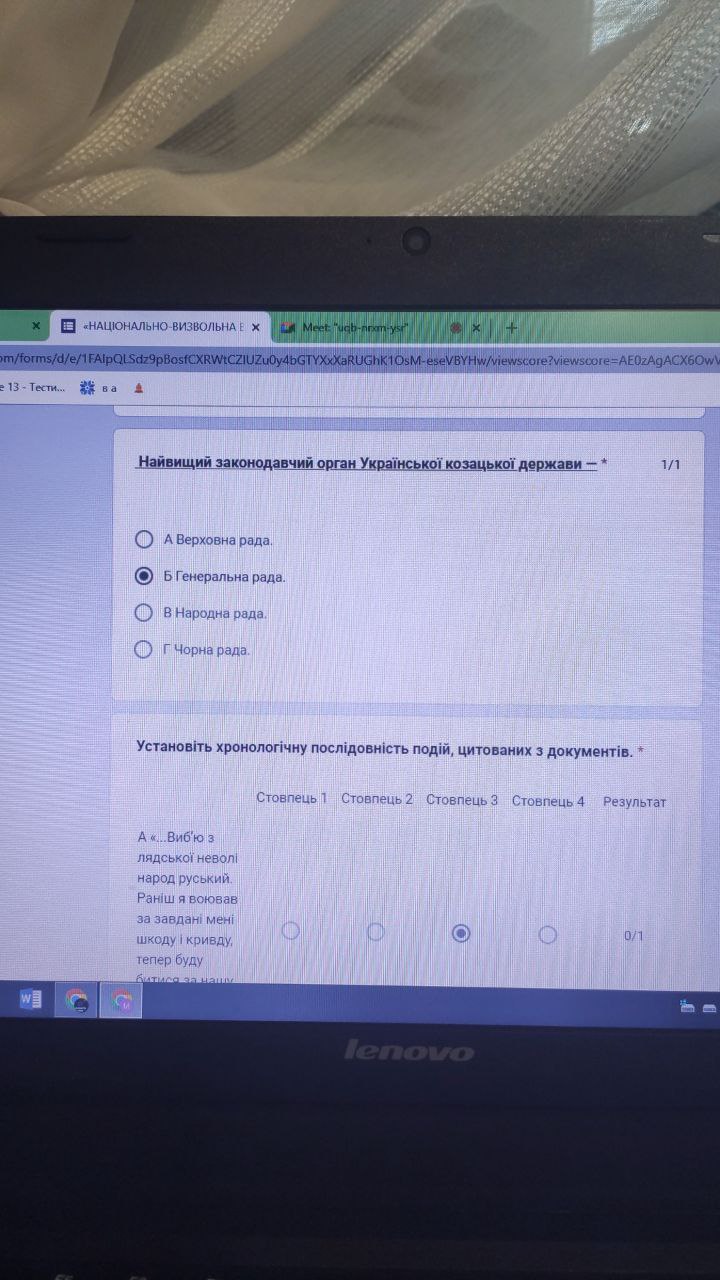 «НАЦІОНАЛЬНО-ВИЗВОЛЬНА
Meet: "uqb-nrxm-ysr"
om/forms/d/e/1FAIpQLSdz9pBosfCXRWtCZIUZu0y4bGTYXxXaRUGhK1OsM-eseVBYHw/viewscore?viewscore=AE0zAgACX6OwV
e 13 - Тести...
в а
Найвищий законодавчий орган Української козацької держави — * 1/1
А Верховна рада.
Б Генеральна рада.
В Народна рада.
Г Чорна рада.
Установіть хронологічну послідовність подій, цитованих з документів. *
Стовпець 1 Стовпець 2 Стовпець 3 Стовпець 4 Результат
А «...Виб'ю з
лядської неволі
народ руський.
Раніш я воював
за завдані мені
шкоду і кривду,
тепер буду
битися за нашу
0/1
lenovo